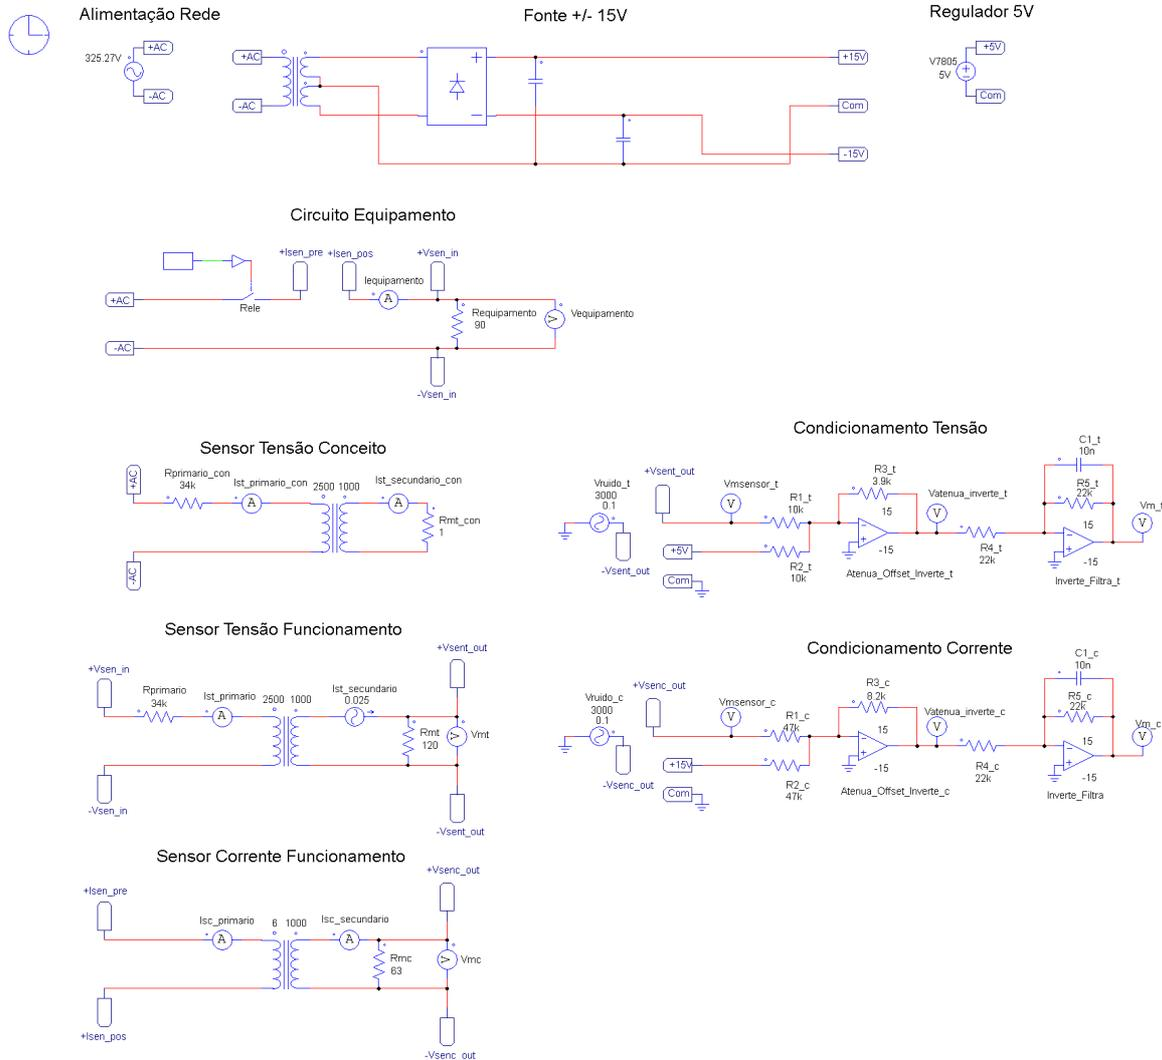 Alimentação Rede
Fonte +/- 15V
Regulador 5V
+AC
325.27V
-AC
+AC
-AC
+
−
+15V
Com
-15V
+5V
V7805
5V
Com
Circuito Equipamento
+Isen_pre
+Isen_pos
+Vsen_in
Iequipamento
A
+AC
Rele
Requipamento
90
V
Vequipamento
-AC
-Vsen_in
Sensor Tensão Conceito
+AC
Rprimario_con
34k
Ist_primario_con
A
2500 1000
Ist_secundario_con
A
Rmt_con
1
-AC
Condicionamento Tensão
+Vsent_out
Vruido_t
3000
0.1
-Vsent_out
Vmsensor_t
V
R1_t
10k
+5V
R2_t
10k
Com
R3_t
3.9k
15
-15
Atenua_Offset_Inverte_t
Vatenua_inverte_t
V
R4_t
22k
C1_t
10n
R5_t
22k
15
-15
Inverte_Filtra_t
Vm_t
V
Sensor Tensão Funcionamento
+Vsen_in
Rprimario
34k
Ist_primario
A
2500 1000
Ist_secundario
0.025
+Vsent_out
Rmt
120
V
Vmt
-Vsen_in
-Vsent_out
Condicionamento Corrente
+Vsenc_out
Vruido_c
3000
0.1
-Vsenc_out
Vmsensor_c
V
R1_c
47k
+15V
R2_c
47k
Com
R3_c
8.2k
15
-15
Atenua_Offset_Inverte_c
Vatenua_inverte_c
V
R4_c
22k
C1_c
10n
R5_c
22k
15
-15
Inverte_Filtra
Vm_c
V
Sensor Corrente Funcionamento
+Isen_pre
Isc_primario
A
6 1000
Isc_secundario
A
+Vsenc_out
Rmc
63
V
Vmc
+Isen_pos
-Vsenc_out